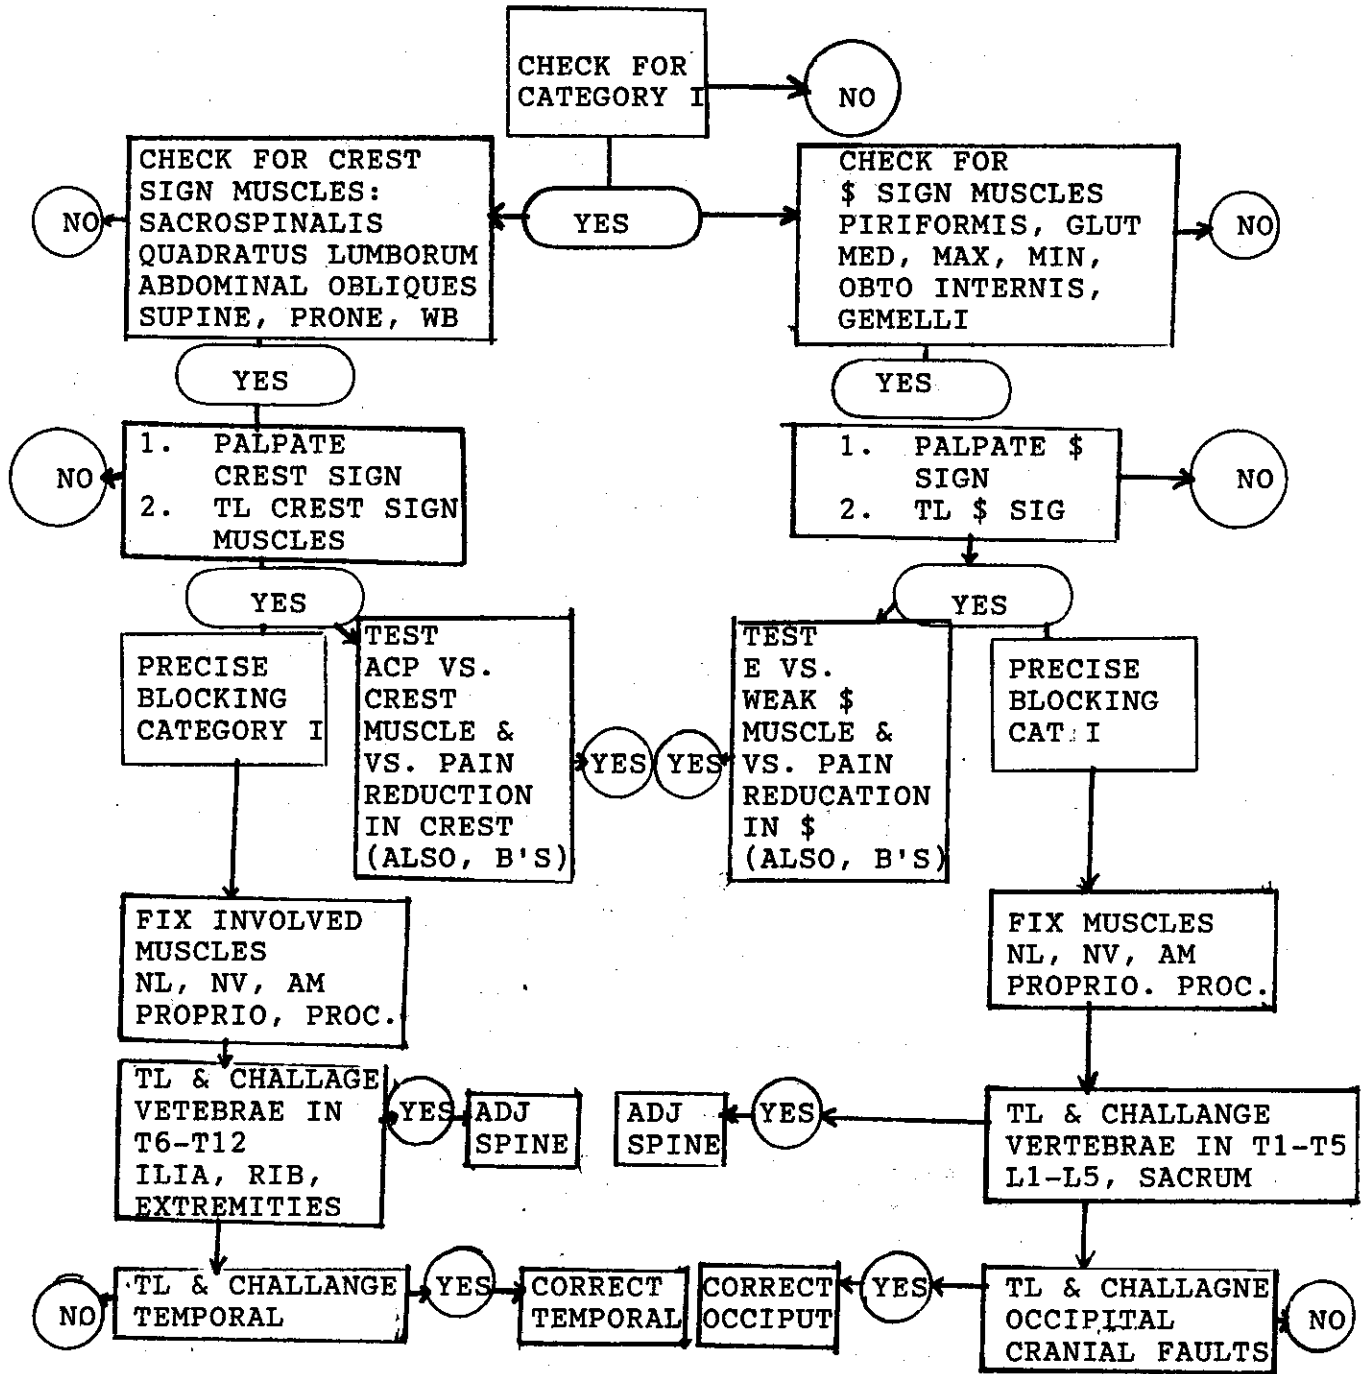 CHECK FOR
CATEGORY I
NO
YES
CHECK FOR CREST
SIGN MUSCLES:
SACROSPINALIS
QUADRATUS LUMBORUM
ABDOMINAL OBLIQUES
SUPINE, PRONE, WB
NO
YES
1. PALPATE
CREST SIGN
2. TL CREST SIGN
MUSCLES
NO
YES
PRECISE
BLOCKING
CATEGORY I
TEST
ACP VS.
CREST
MUSCLE &
VS. PAIN
REDUCTION
IN CREST
(ALSO, B'S)
YES
FIX INVOLVED
MUSCLES
NL, NV, AM
PROPRIO, PROC.
TL & CHALLAGE
VETEBRAE IN
T6-T12
ILIA, RIB,
EXTREMITIES
YES
ADJ
SPINE
TL & CHALLANGE
TEMPORAL
NO
YES
CORRECT
TEMPORAL
CHECK FOR
$ SIGN MUSCLES
PIRIFORMIS, GLUT
MED, MAX, MIN,
OBTO INTERNIS,
GEMELLI
NO
YES
1. PALPATE $
SIGN
2. TL $ SIG
NO
YES
TEST
E VS.
WEAK $
MUSCLE &
VS. PAIN
REDUCATION
IN $
(ALSO, B'S)
YES
PRECISE
BLOCKING
CAT. I
FIX MUSCLES
NL, NV, AM
PROPRIO. PROC.
TL & CHALLANGE
VERTEBRAE IN T1-T5
L1-L5, SACRUM
YES
ADJ
SPINE
TL & CHALLAGNE
OCCIPITAL
CRANIAL FAULTS
NO
YES
CORRECT
OCCIPUT